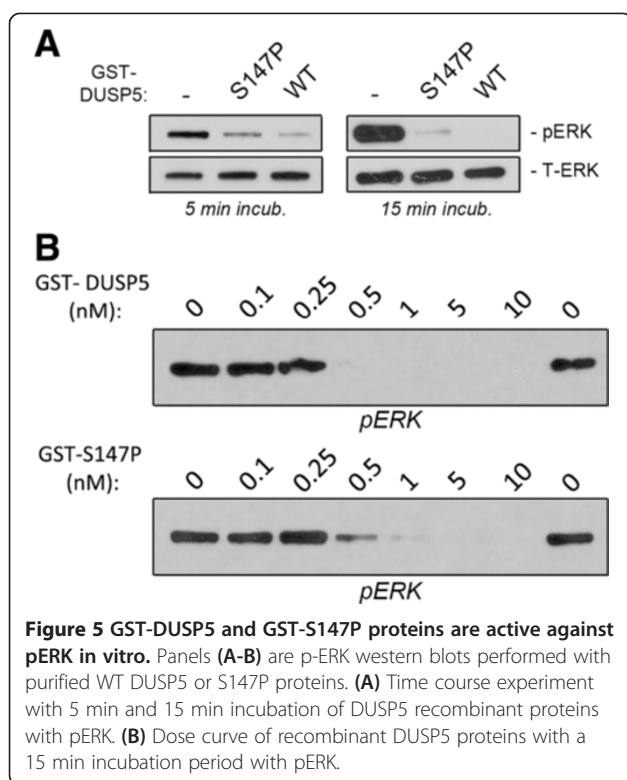 A
GST-
DUSP5:
- S147P WT - S147P WT
- pERK
- T-ERK
5 min incub. 15 min incub.
B
GST- DUSP5
(nM):
0 0.1 0.25 0.5 1 5 10 0
pERK
GST-S147P
(nM):
0 0.1 0.25 0.5 1 5 10 0
pERK
Figure 5 GST-DUSP5 and GST-S147P proteins are active against
pERK in vitro. Panels (A-B) are p-ERK western blots performed with
purified WT DUSP5 or S147P proteins. (A) Time course experiment
with 5 min and 15 min incubation of DUSP5 recombinant proteins
with pERK. (B) Dose curve of recombinant DUSP5 proteins with a
15 min incubation period with pERK.